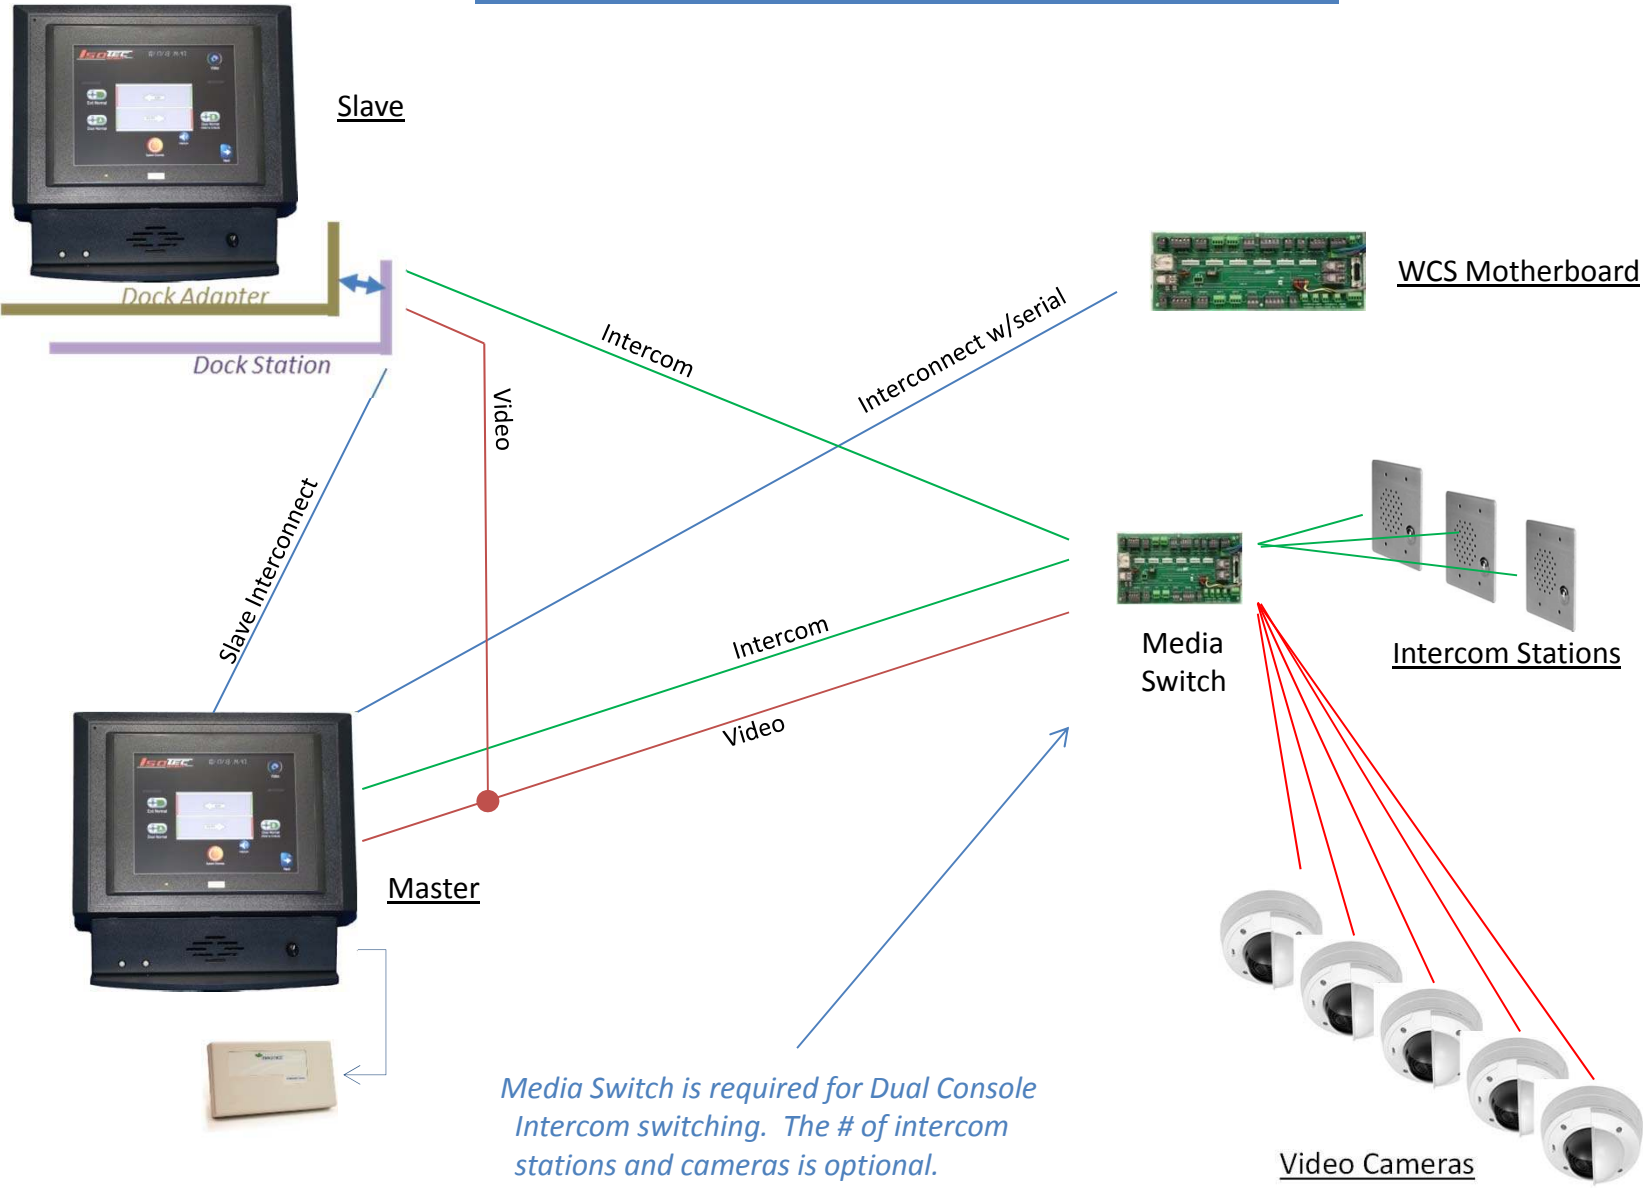 IsoTEC
Slave
Dock Adapter
Dock Station
Intercom
Interconnect w/serial
WCS Motherboard
Video
Slave Interconnect
Intercom
Video
Media
Switch
Intercom Stations
IsoTEC
Master
Media Switch is required for Dual Console
Intercom switching. The # of intercom
stations and cameras is optional.
Video Cameras